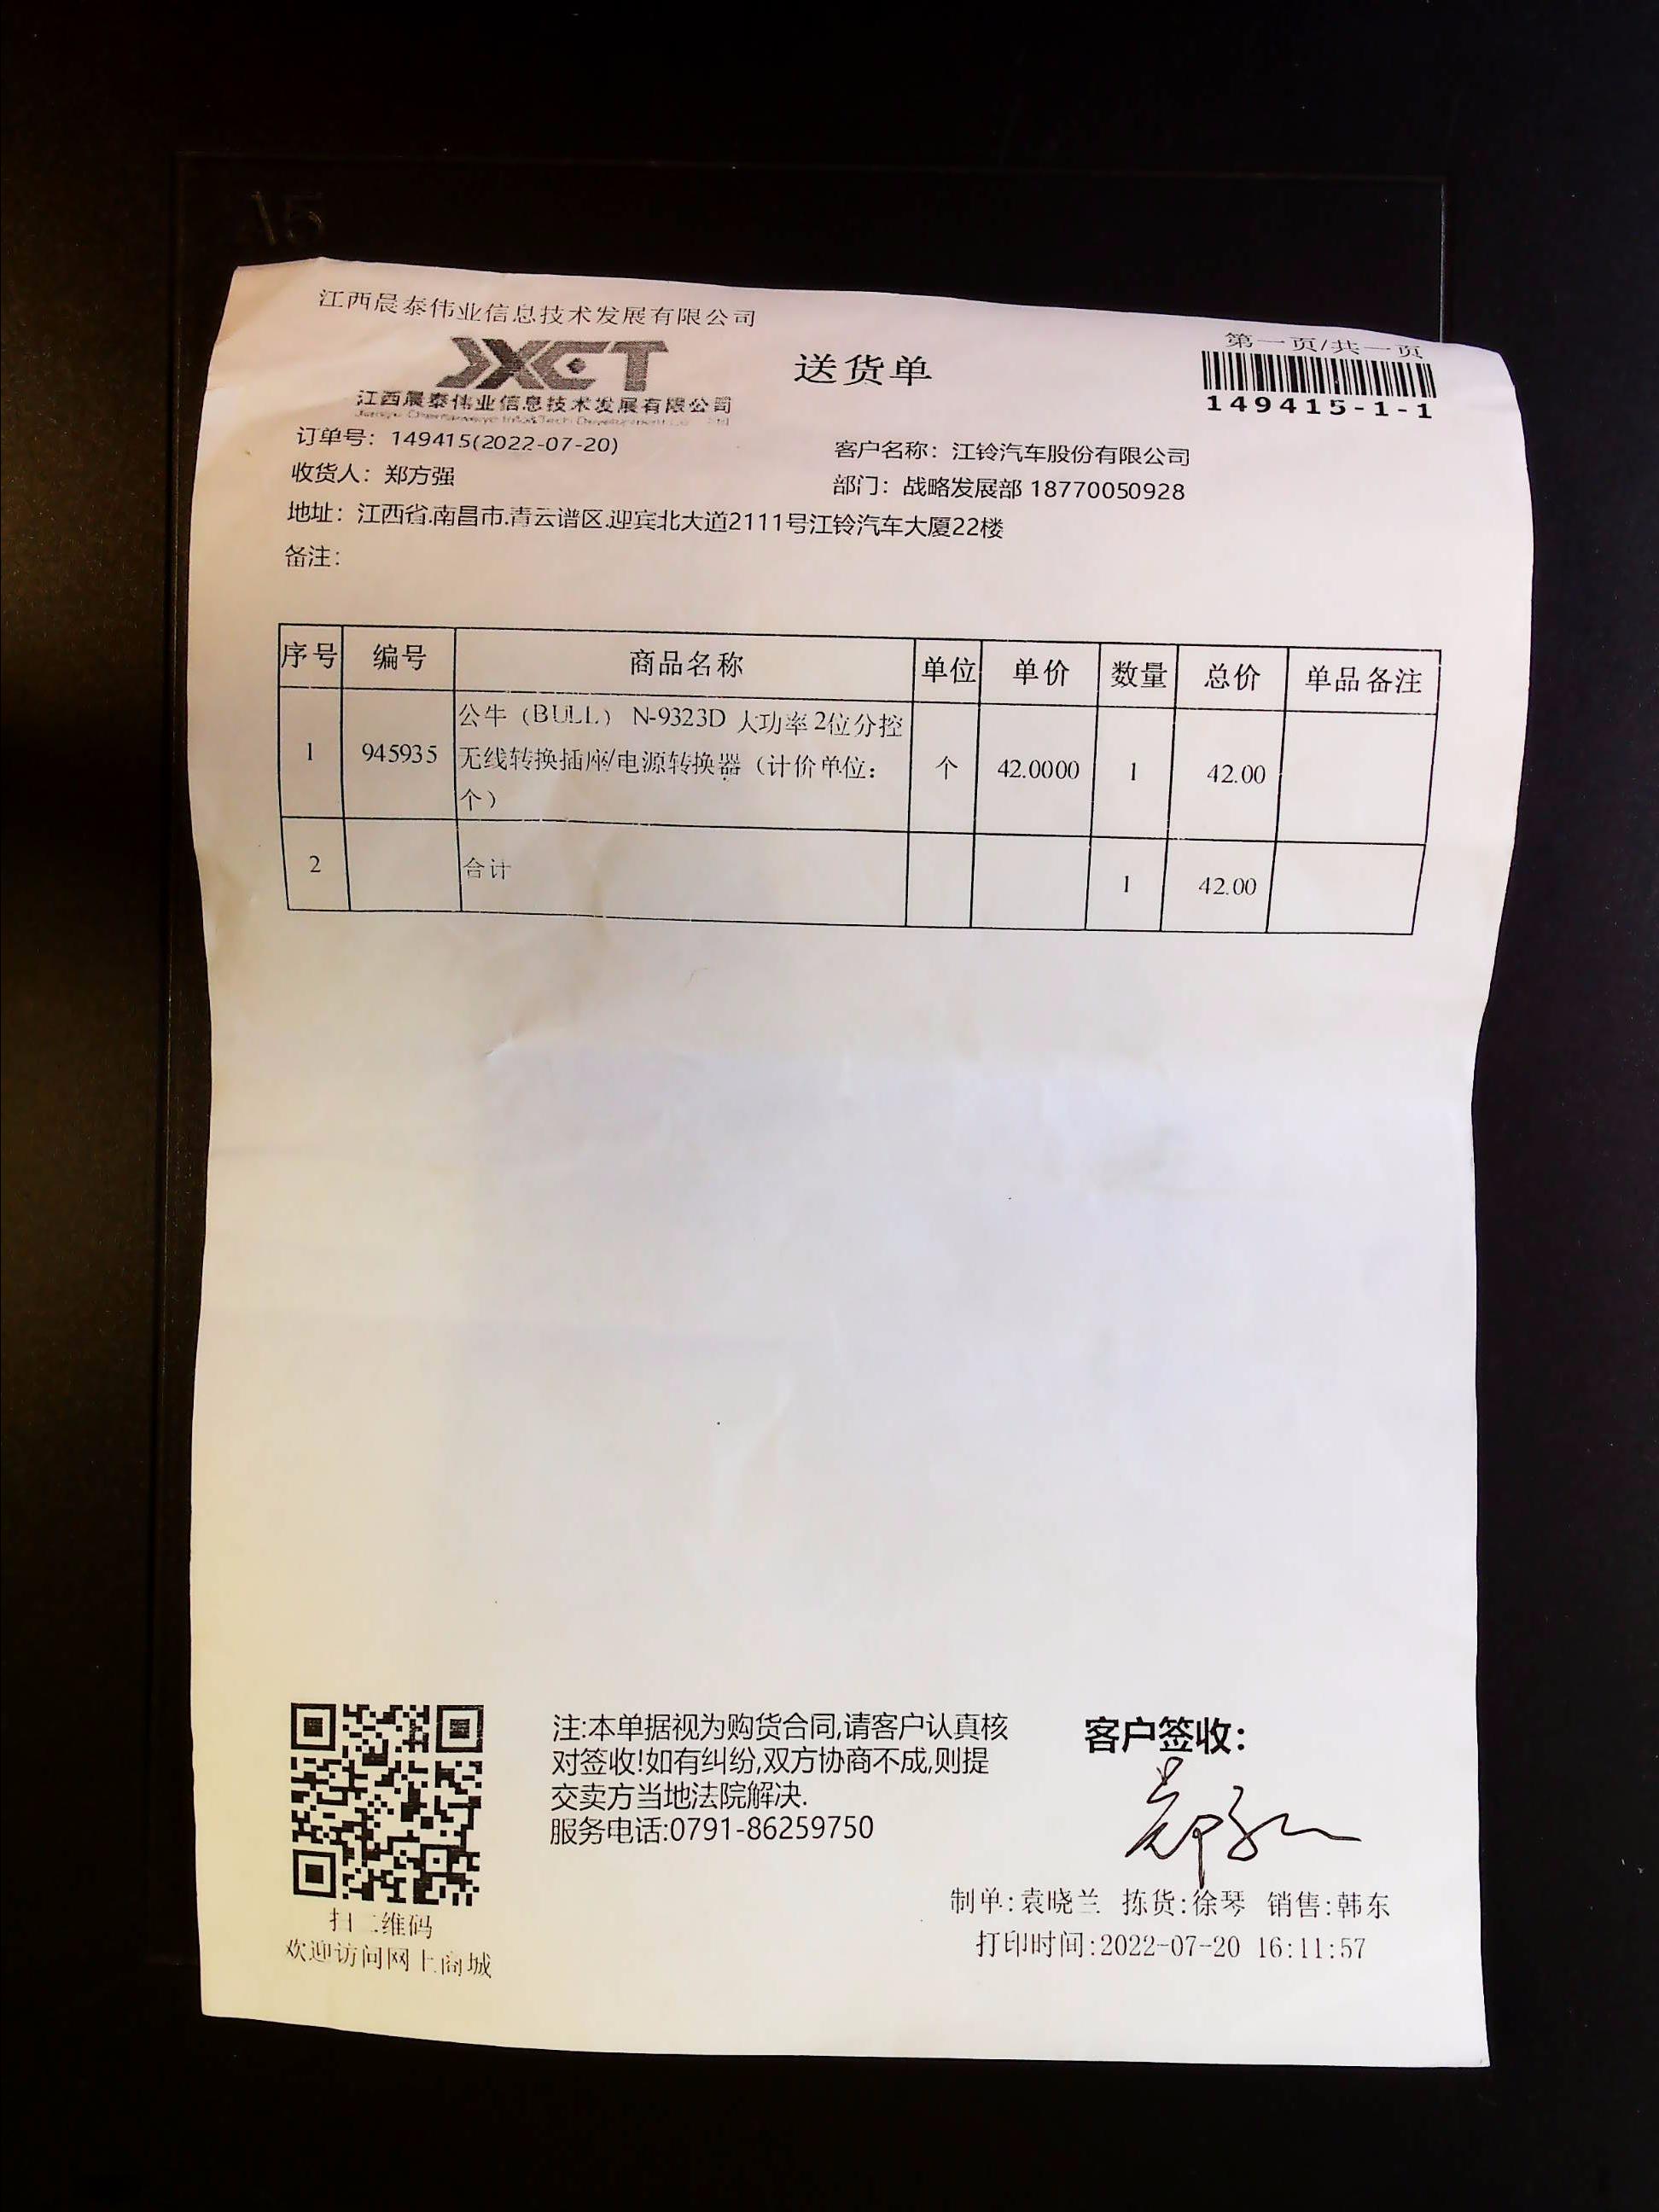 江西晨泰伟业信息技术发展有限公司
第一页/共一页
送货单
JXCT
江西晨泰伟业信息技术发展有限公司
149415-1-1
订单号：149415(2022-07-20)
客户名称：江铃汽车股份有限公司
收货人：郑方强
部门：战略发展部 18770050928
地址：江西省.南昌市.青云谱区.迎宾北大道2111号江铃汽车大厦22楼
备注：
序号 编号 商品名称 单位 单价 数量 总价 单品备注
1 945935 公牛（BULL） N-9323D 大功率2位分控
无线转换插座/电源转换器（计价单位：
个） 个 42.0000 1 42.00
2 合计 1 42.00
注:本单据视为购货合同,请客户认真核
对签收!如有纠纷,双方协商不成,则提
交卖方当地法院解决.
服务电话:0791-86259750
客户签收：
扫二维码
欢迎访问网上商城
制单:袁晓兰 拣货:徐琴 销售:韩东
打印时间:2022-07-20 16:11:57